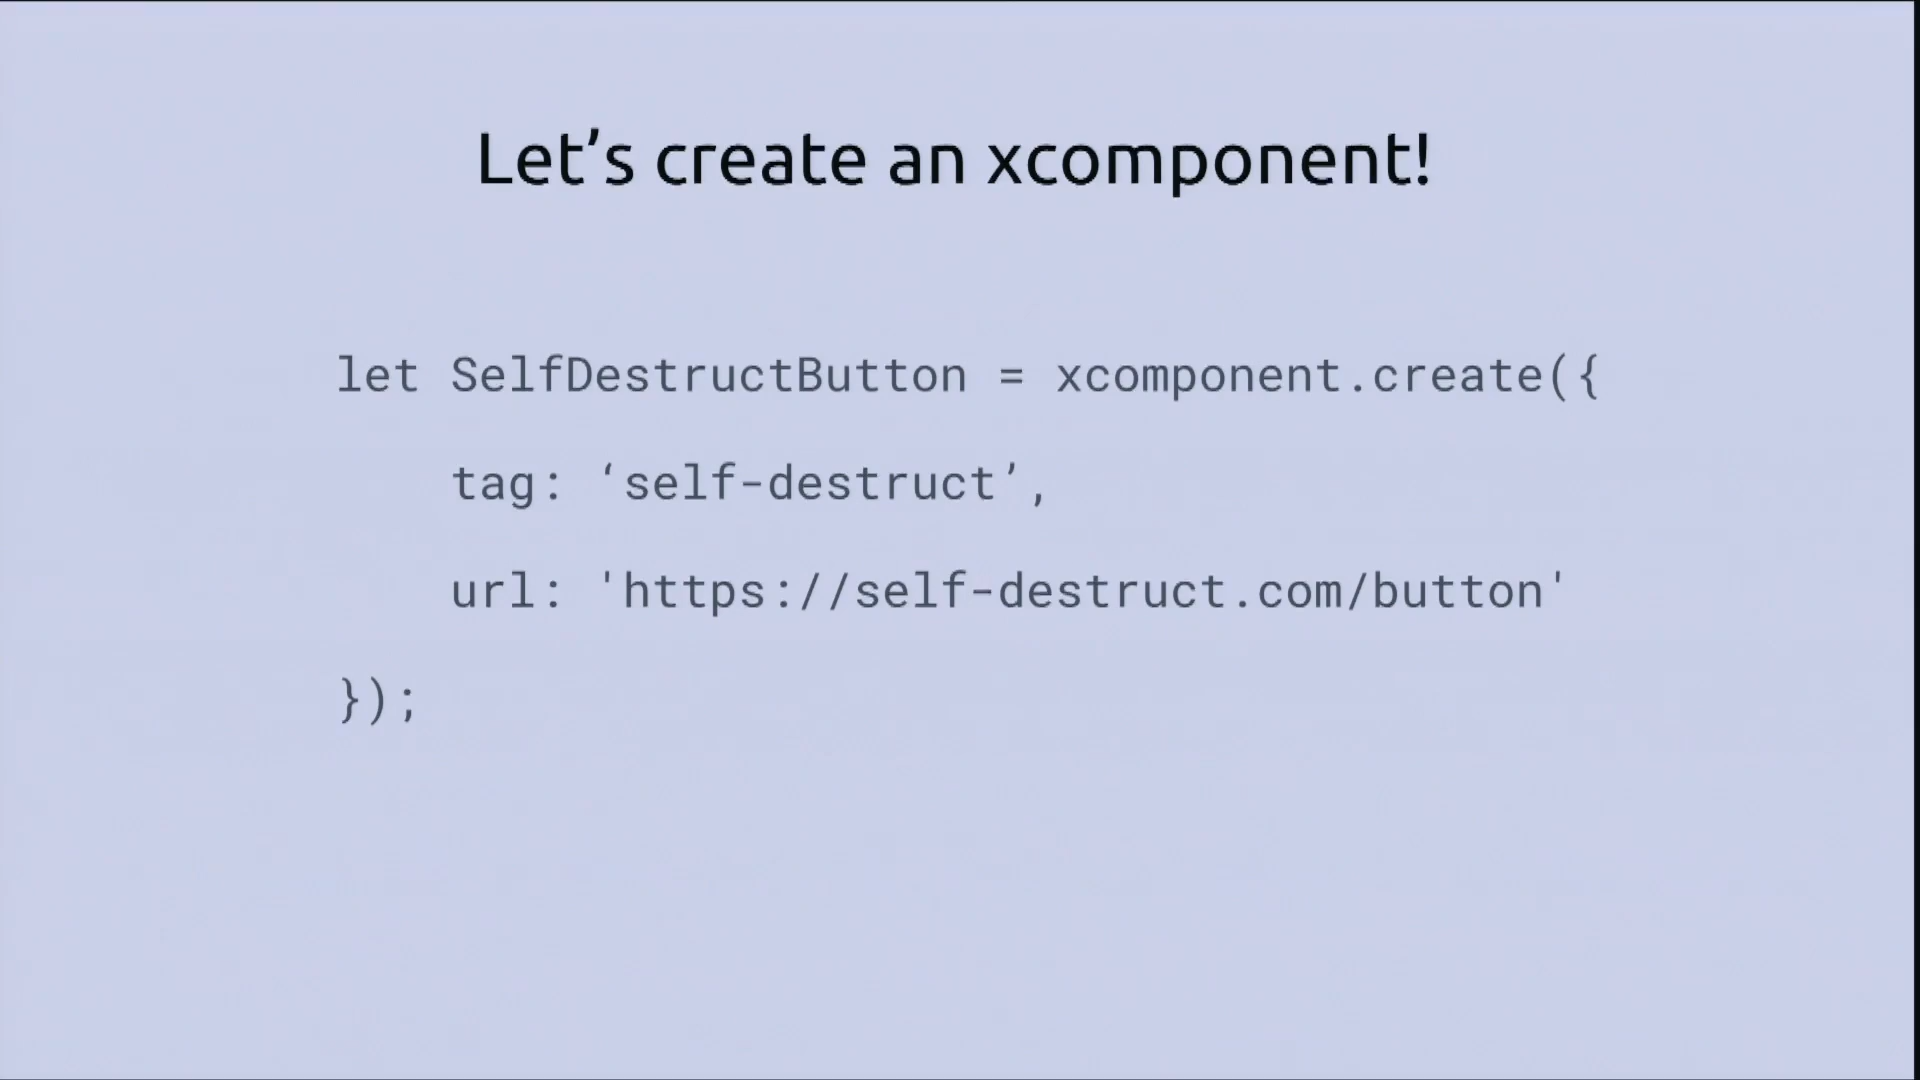 Let’s create an xcomponent!
let SelfDestructButton = xcomponent.create({
tag: ‘self-destruct’,
url: 'https://self-destruct.com/button'
});